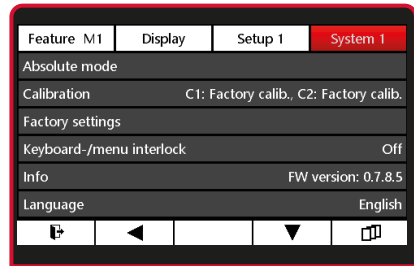 Feature M1 Display Setup 1 System 1
Absolute mode
Calibration C1: Factory calib., C2: Factory calib.
Factory settings
Keyboard-/menu interlock Off
Info FW version: 0.7.8.5
Language English